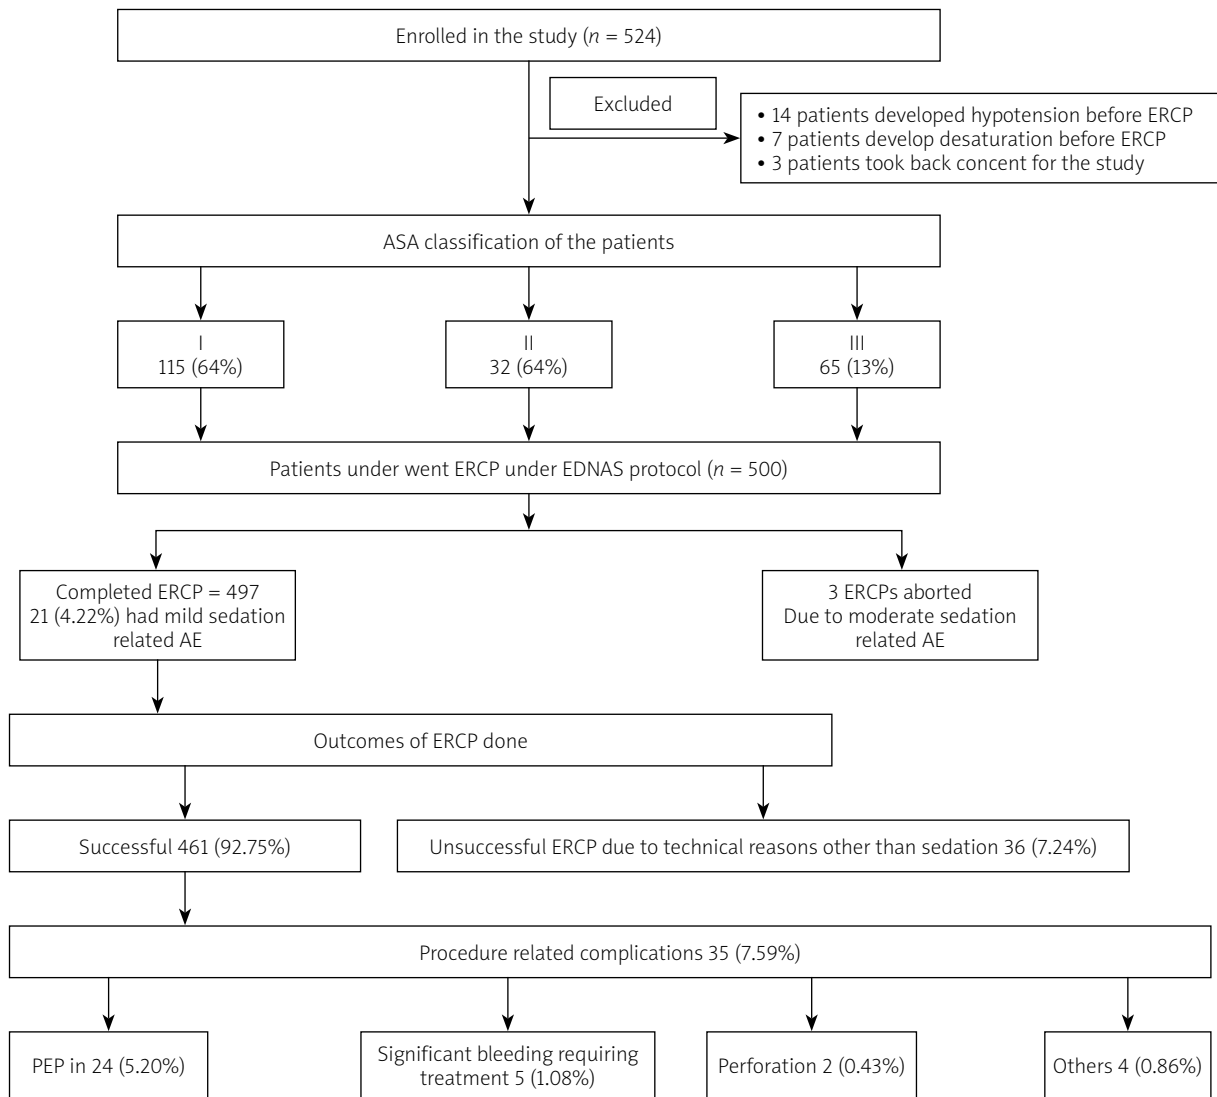 Enrolled in the study (n = 524)
Excluded
• 14 patients developed hypotension before ERCP
• 7 patients develop desaturation before ERCP
• 3 patients took back concent for the study
ASA classification of the patients
I
115 (64%)
II
32 (64%)
III
65 (13%)
Patients under went ERCP under EDNAS protocol (n = 500)
Completed ERCP = 497
21 (4.22%) had mild sedation
related AE
3 ERCPs aborted
Due to moderate sedation
related AE
Outcomes of ERCP done
Successful 461 (92.75%)
Unsuccessful ERCP due to technical reasons other than sedation 36 (7.24%)
Procedure related complications 35 (7.59%)
PEP in 24 (5.20%)
Significant bleeding requiring
treatment 5 (1.08%)
Perforation 2 (0.43%)
Others 4 (0.86%)